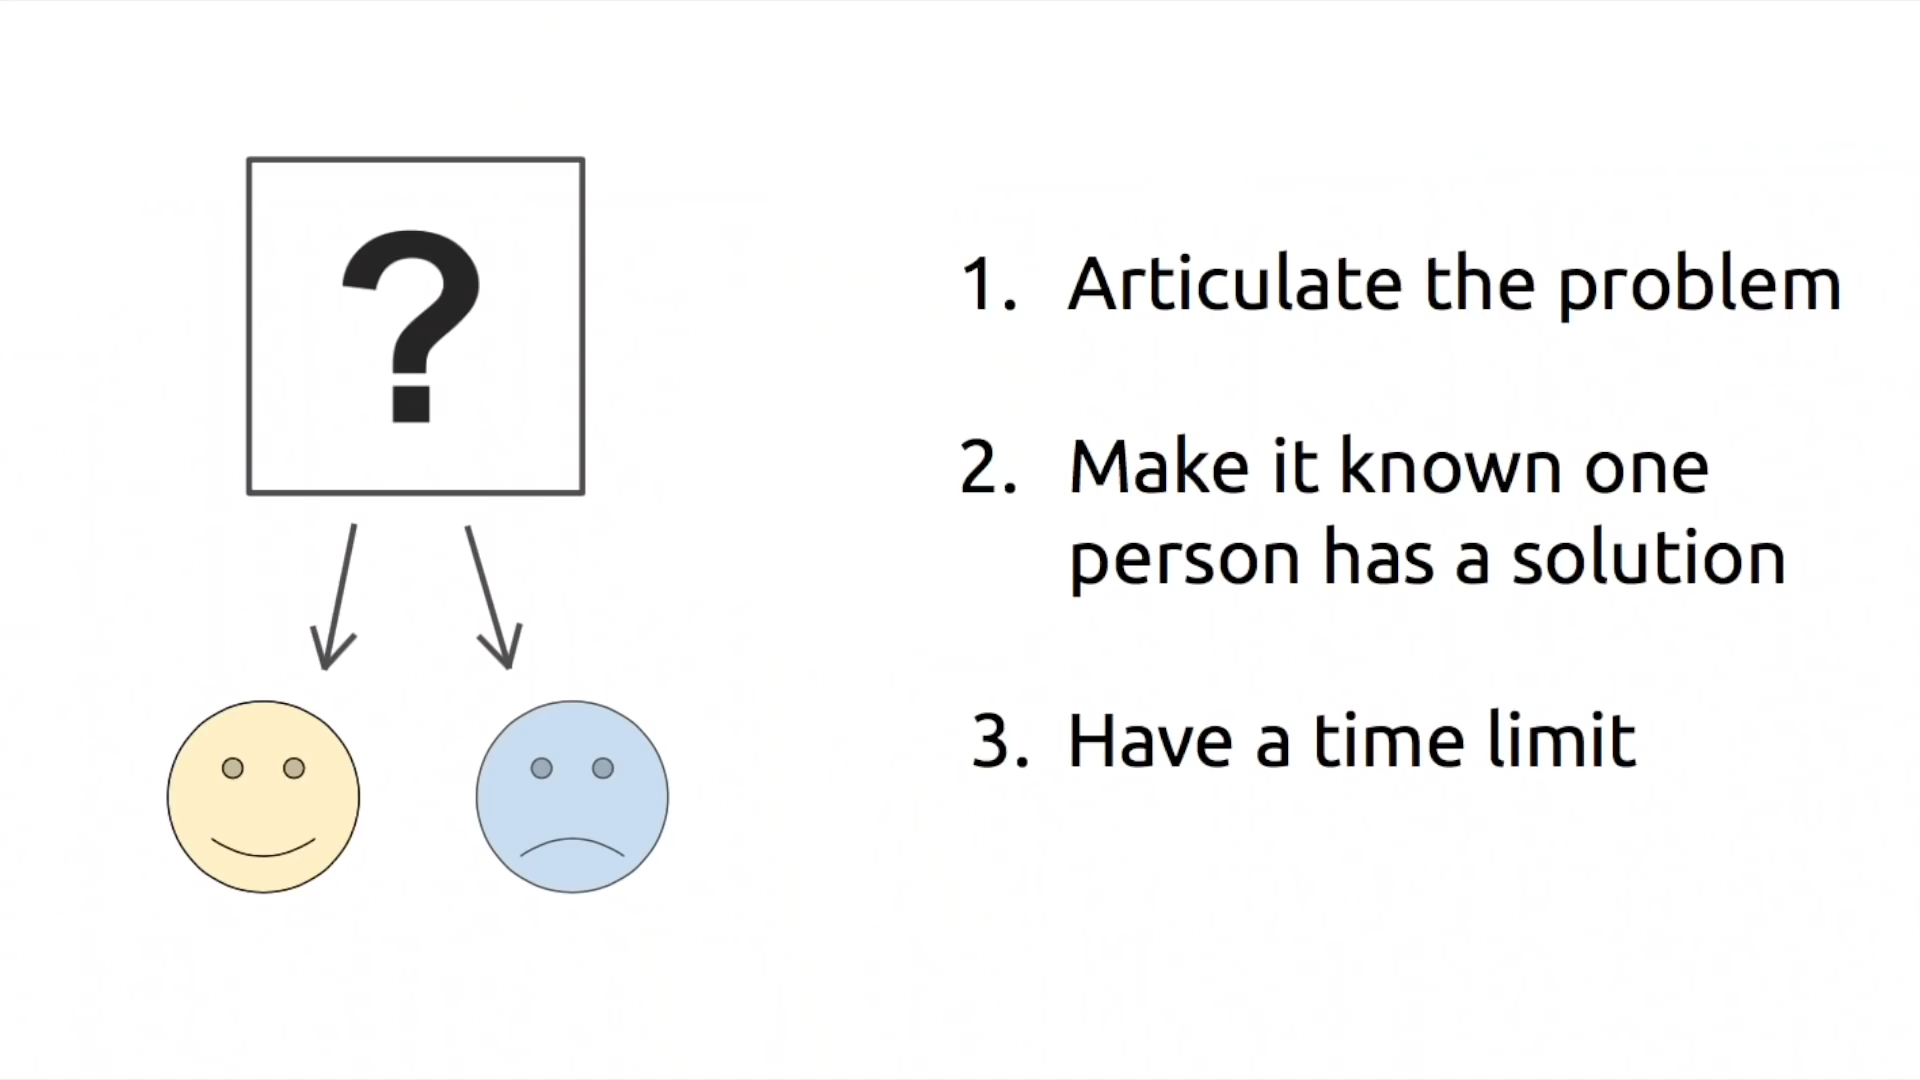 ?
1. Articulate the problem
2. Make it known one
person has a solution
3. Have a time limit